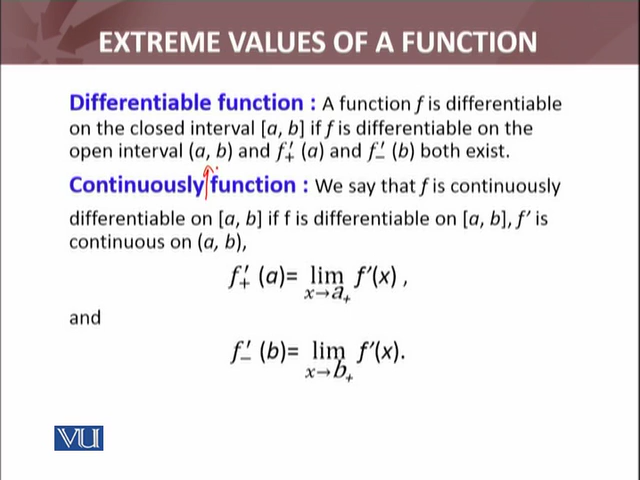 EXTREME VALUES OF A FUNCTION
Differentiable function : A function f is differentiable
on the closed interval [a, b] if f is differentiable on the
open interval (a, b) and f′₊ (a) and f′₋ (b) both exist.
Continuously function : We say that f is continuously
differentiable on [a, b] if f is differentiable on [a, b], f′ is
continuous on (a, b),
f′₊ (a)= lim x→a₊ f′(x) ,
and
f′₋ (b)= lim x→b₊ f′(x).
VU